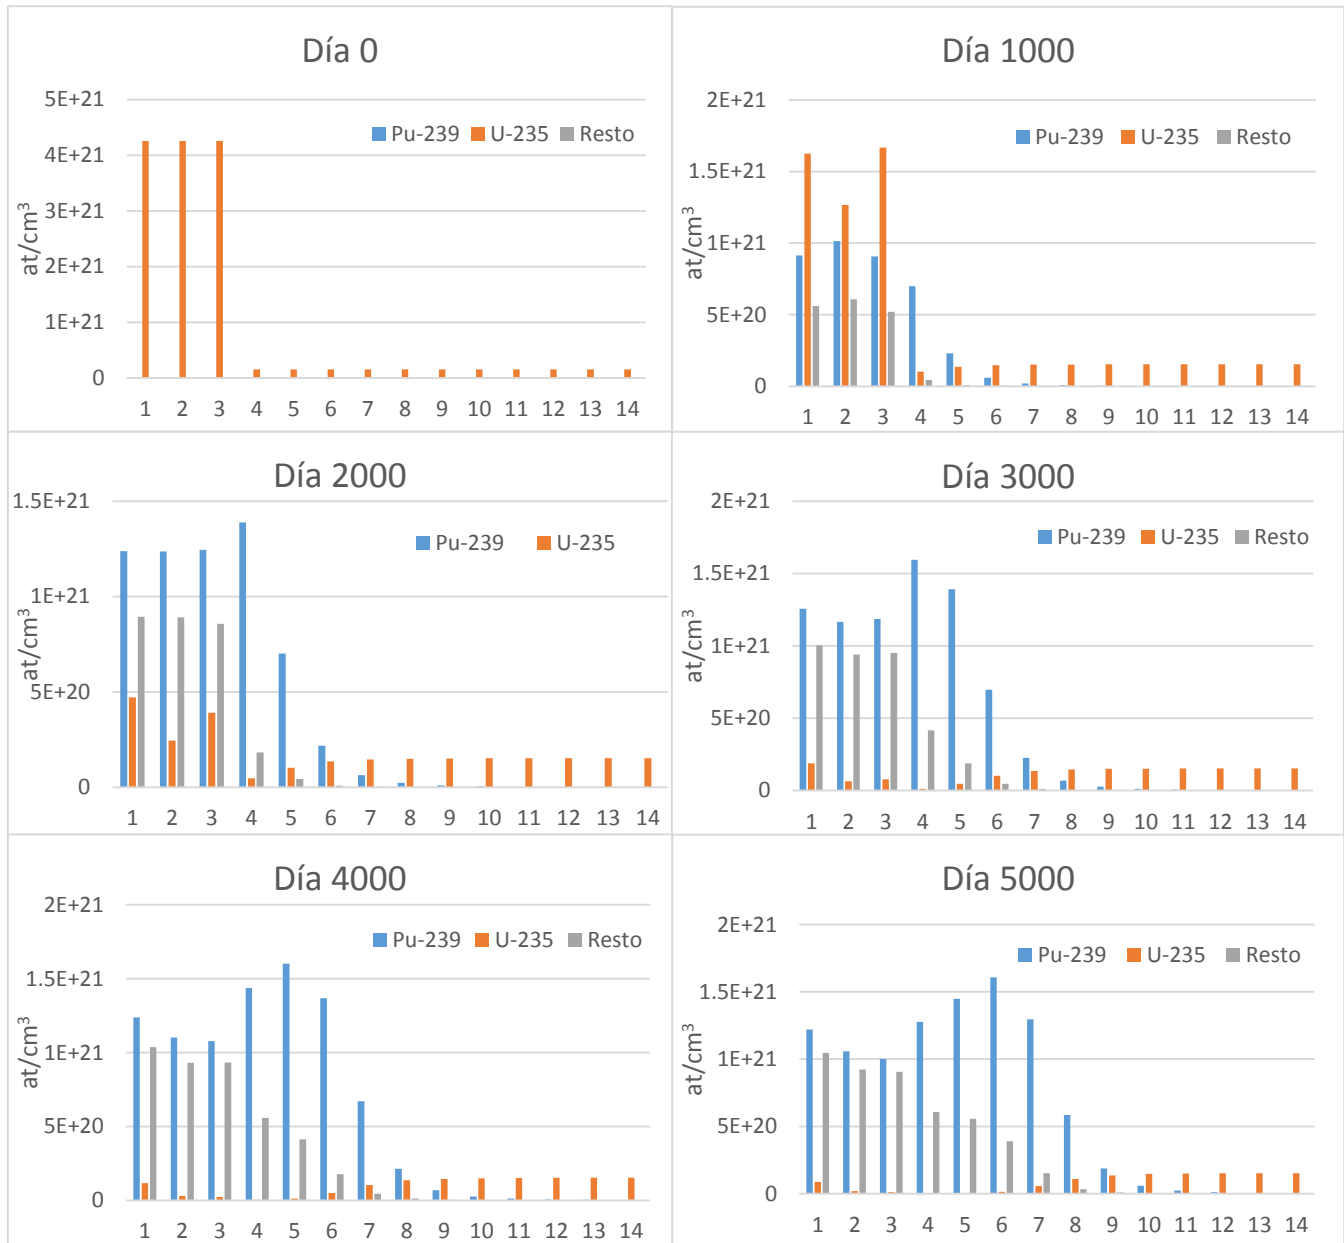 Día 0
5E+21
Pu-239 U-235 Resto
4E+21
3E+21
2E+21
1E+21
0
at/cm³
1 2 3 4 5 6 7 8 9 10 11 12 13 14
Día 1000
2E+21
Pu-239 U-235 Resto
1.5E+21
1E+21
5E+20
0
at/cm³
1 2 3 4 5 6 7 8 9 10 11 12 13 14
Día 2000
1.5E+21
Pu-239 U-235
1E+21
5E+20
0
at/cm³
1 2 3 4 5 6 7 8 9 10 11 12 13 14
Día 3000
2E+21
Pu-239 U-235 Resto
1.5E+21
1E+21
5E+20
0
at/cm³
1 2 3 4 5 6 7 8 9 10 11 12 13 14
Día 4000
2E+21
Pu-239 U-235 Resto
1.5E+21
1E+21
5E+20
0
at/cm³
1 2 3 4 5 6 7 8 9 10 11 12 13 14
Día 5000
2E+21
Pu-239 U-235 Resto
1.5E+21
1E+21
5E+20
0
at/cm³
1 2 3 4 5 6 7 8 9 10 11 12 13 14